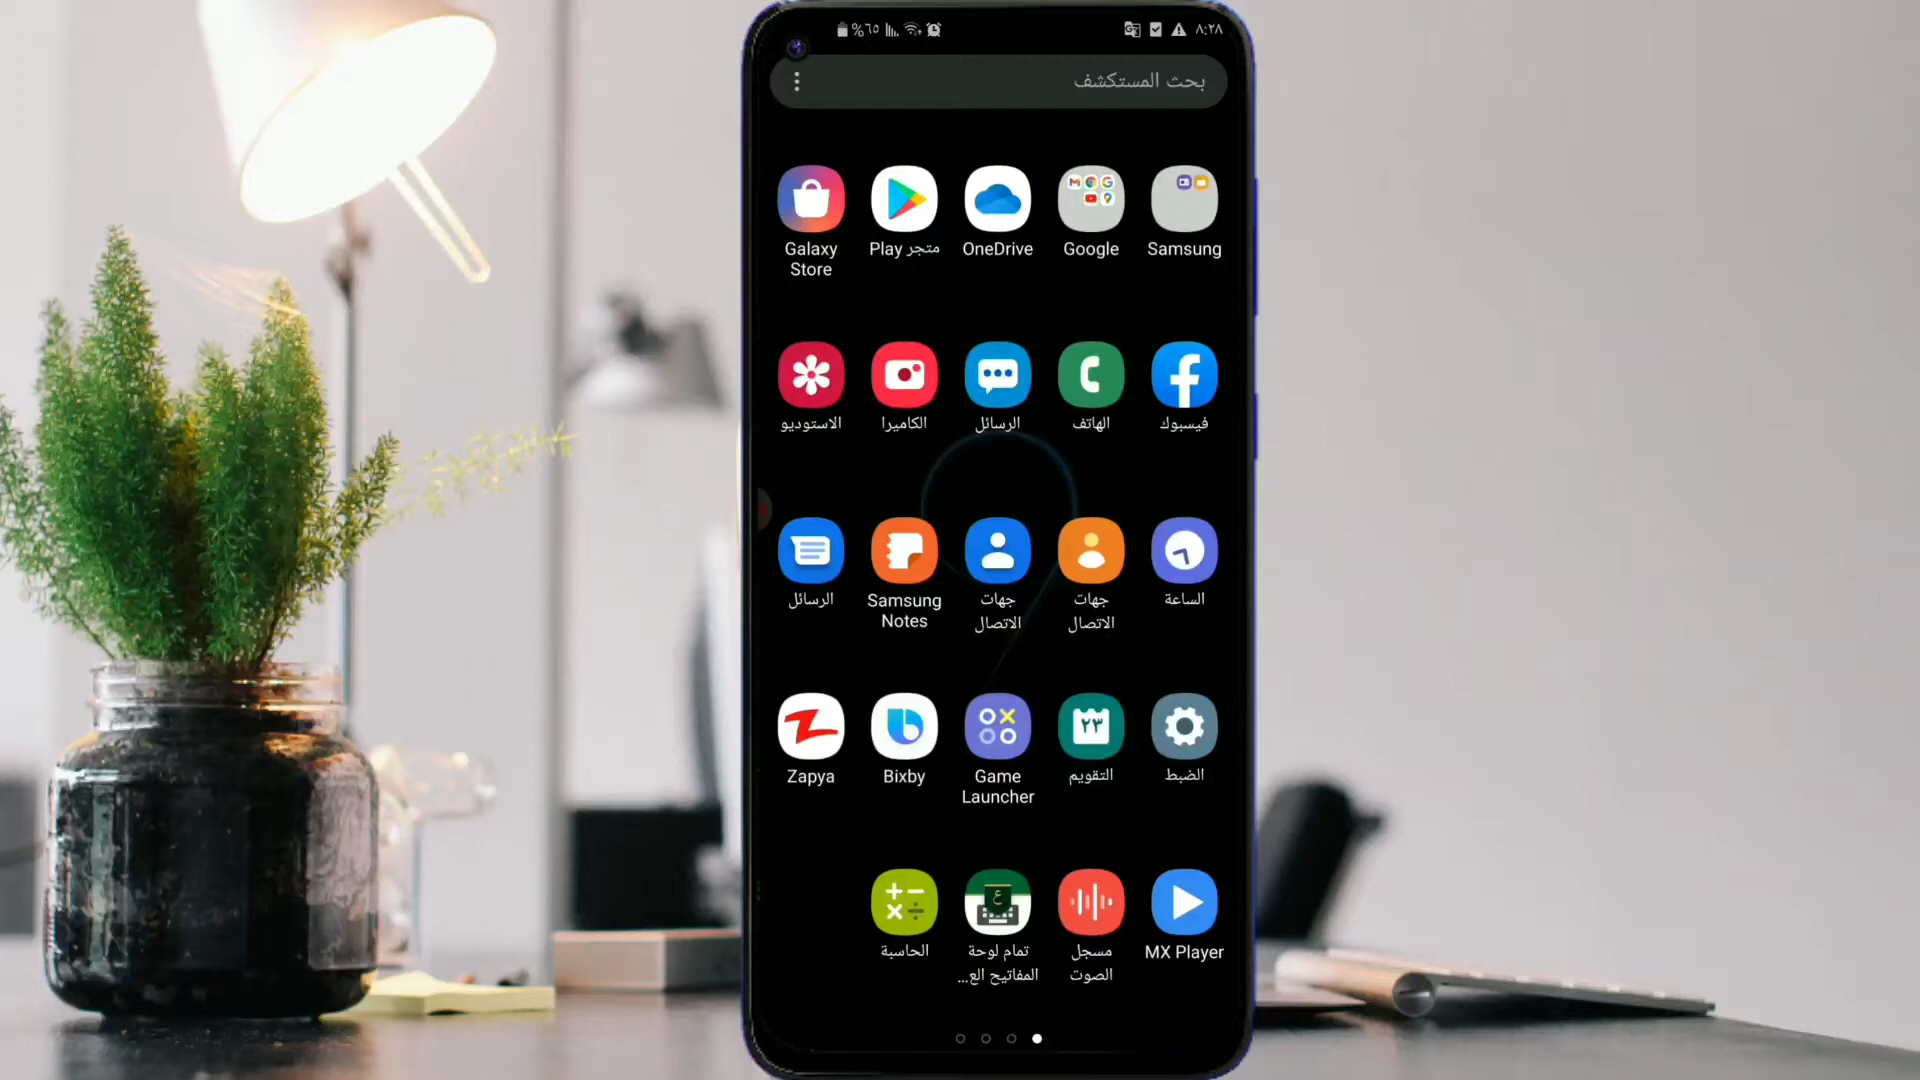 ٨:٢٨
%٦٥
بحث المستكشف
Samsung
Google
OneDrive
متجر Play
Galaxy
Store
فيسبوك
الهاتف
الرسائل
الكاميرا
الاستوديو
الساعة
جهات
الاتصال
جهات
الاتصال
Samsung
Notes
الرسائل
الضبط
٢٣
التقويم
Game
Launcher
Bixby
Zapya
MX Player
مسجل
الصوت
ع
تمام لوحة
المفاتيح الع...
الحاسبة